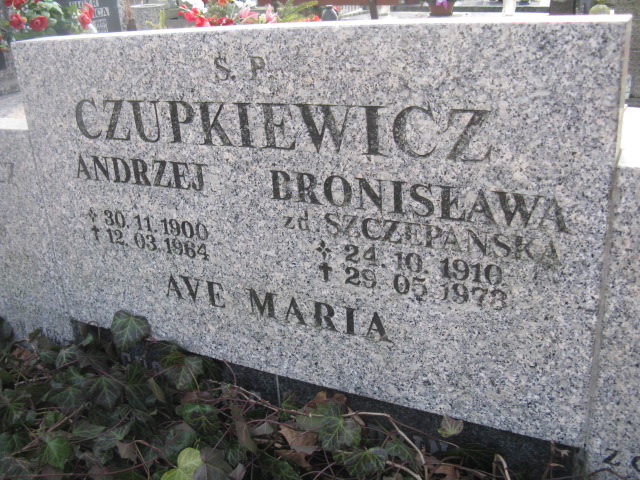 Ś. P.
CZUPKIEWICZ
ANDRZEJ
* 30.11.1900
† 12.03.1964
BRONISŁAWA
zd. SZCZEPAŃSKA
* 24.10.1910
† 29.05.1973
AVE MARIA